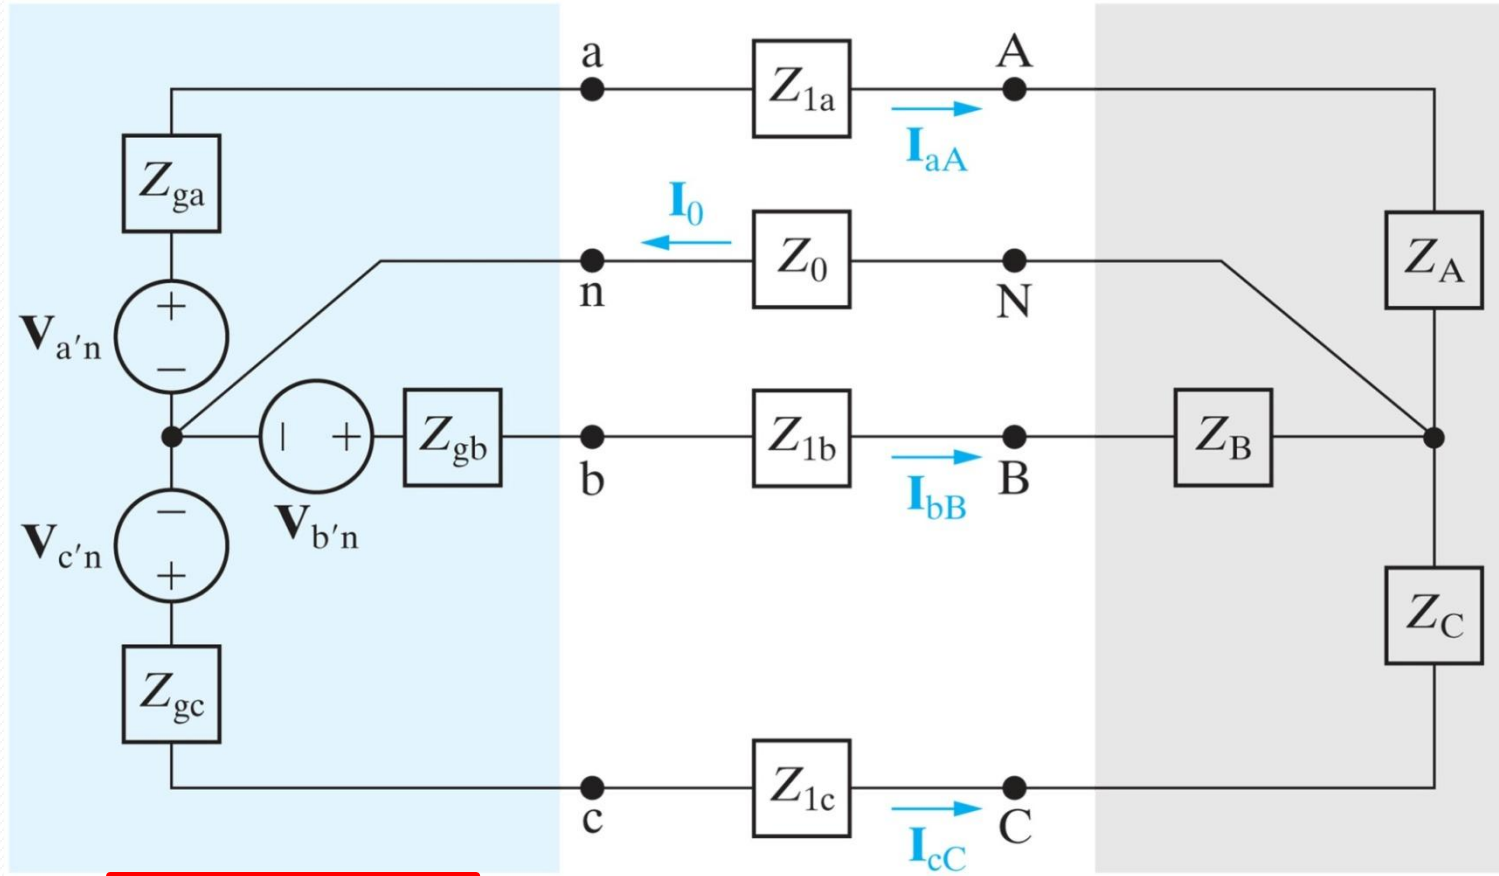 a
Z1a
A
IaA
Zga
I0
Z0
ZA
n
N
+
Va′n
−
− +
Zgb
Z1b
ZB
b
B
IbB
Vb′n
−
Vc′n
+
ZC
Zgc
Z1c
c
C
IcC